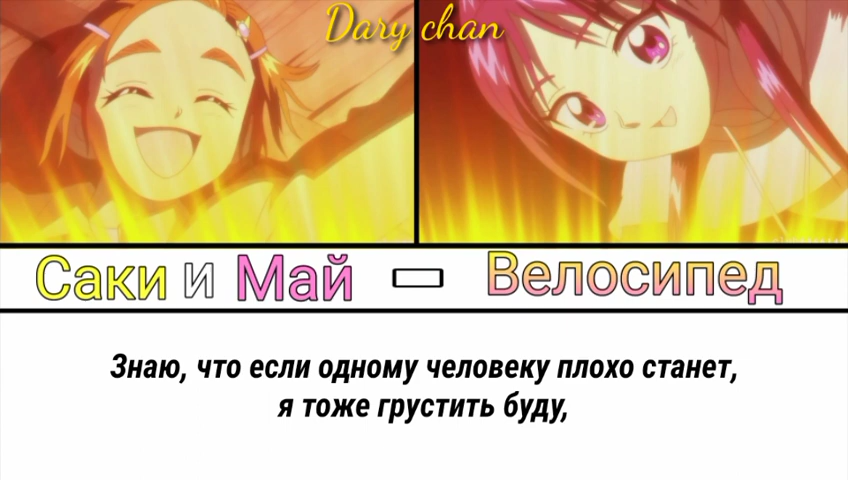 Dary chan
Саки и Май - Велосипед
Знаю, что если одному человеку плохо станет,
я тоже грустить буду,